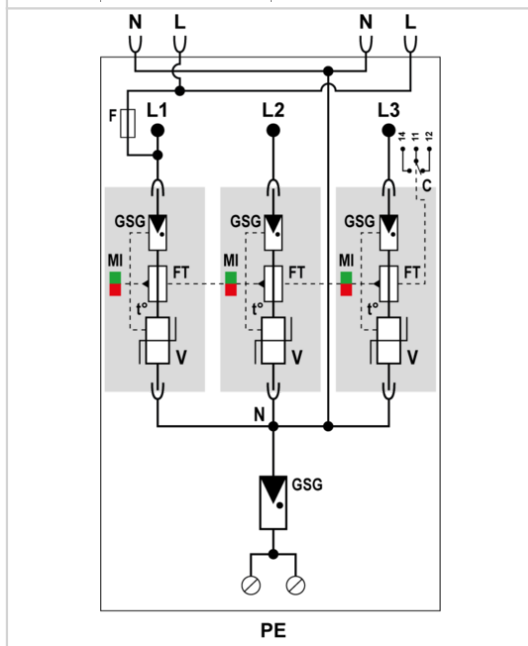 N L N L
F
L1 L2 L3
14 11 12
C
GSG GSG GSG
MI MI MI
FT FT FT
t° t° t°
V V V
N
GSG
PE